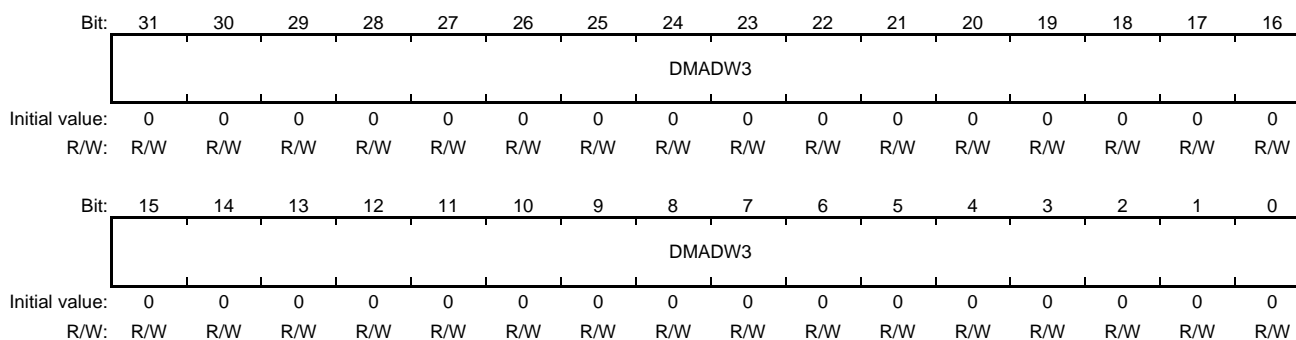 Bit: 31 30 29 28 27 26 25 24 23 22 21 20 19 18 17 16
DMADW3
Initial value: 0 0 0 0 0 0 0 0 0 0 0 0 0 0 0 0
R/W: R/W R/W R/W R/W R/W R/W R/W R/W R/W R/W R/W R/W R/W R/W R/W R/W
Bit: 15 14 13 12 11 10 9 8 7 6 5 4 3 2 1 0
DMADW3
Initial value: 0 0 0 0 0 0 0 0 0 0 0 0 0 0 0 0
R/W: R/W R/W R/W R/W R/W R/W R/W R/W R/W R/W R/W R/W R/W R/W R/W R/W